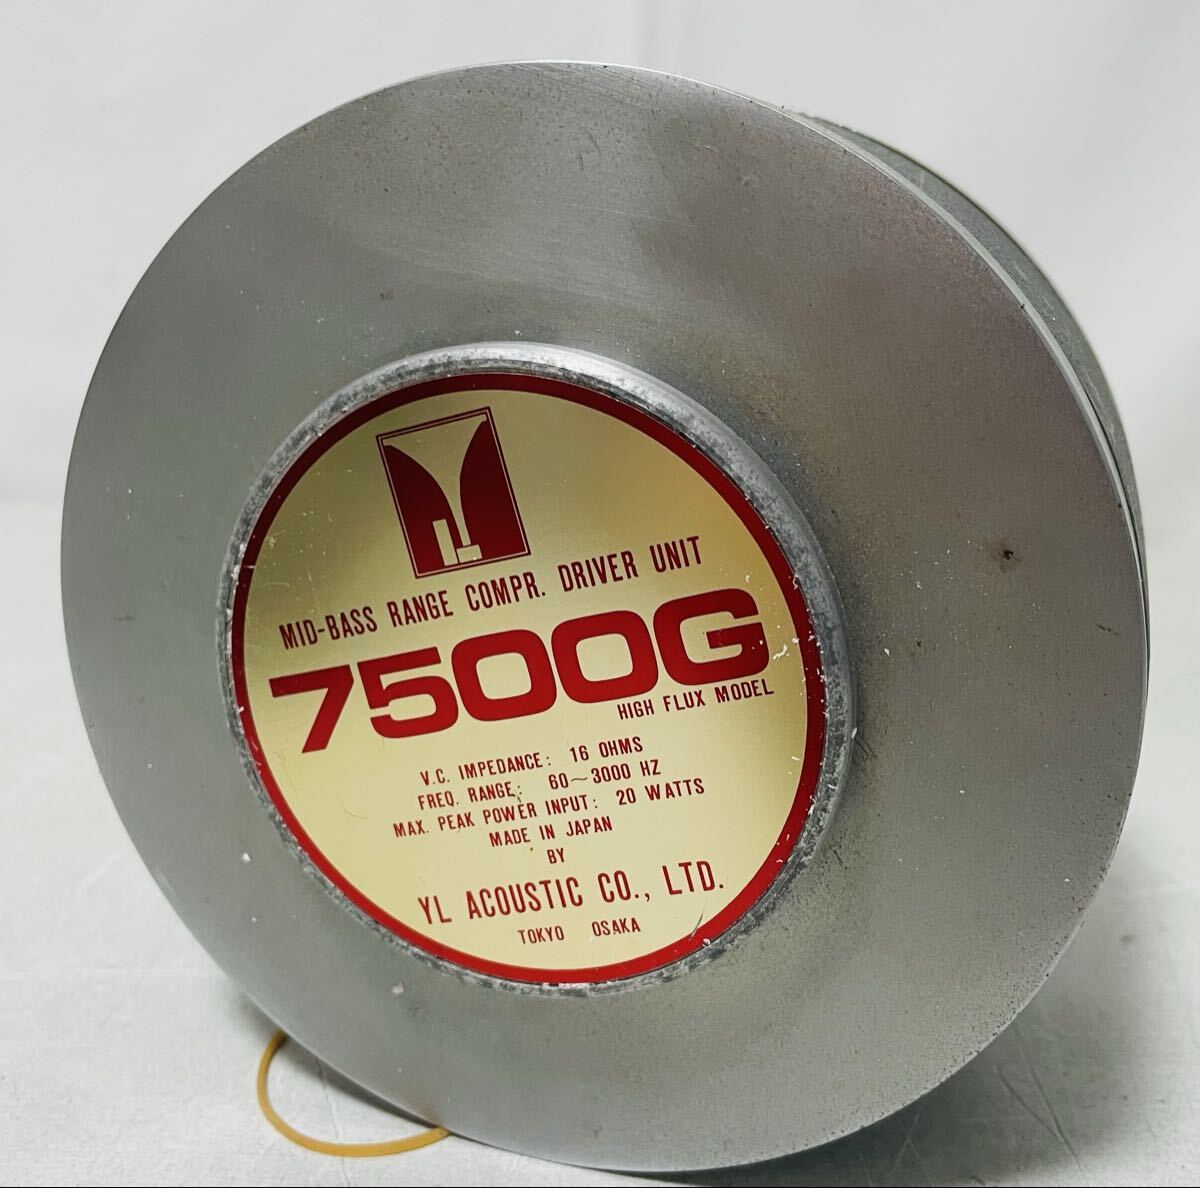 MID-BASS RANGE COMPR. DRIVER UNIT
7500G
HIGH FLUX MODEL
V.C. IMPEDANCE: 16 OHMS
FREQ. RANGE: 60~3000 HZ
MAX. PEAK POWER INPUT: 20 WATTS
MADE IN JAPAN
BY
YL ACOUSTIC CO., LTD.
TOKYO OSAKA